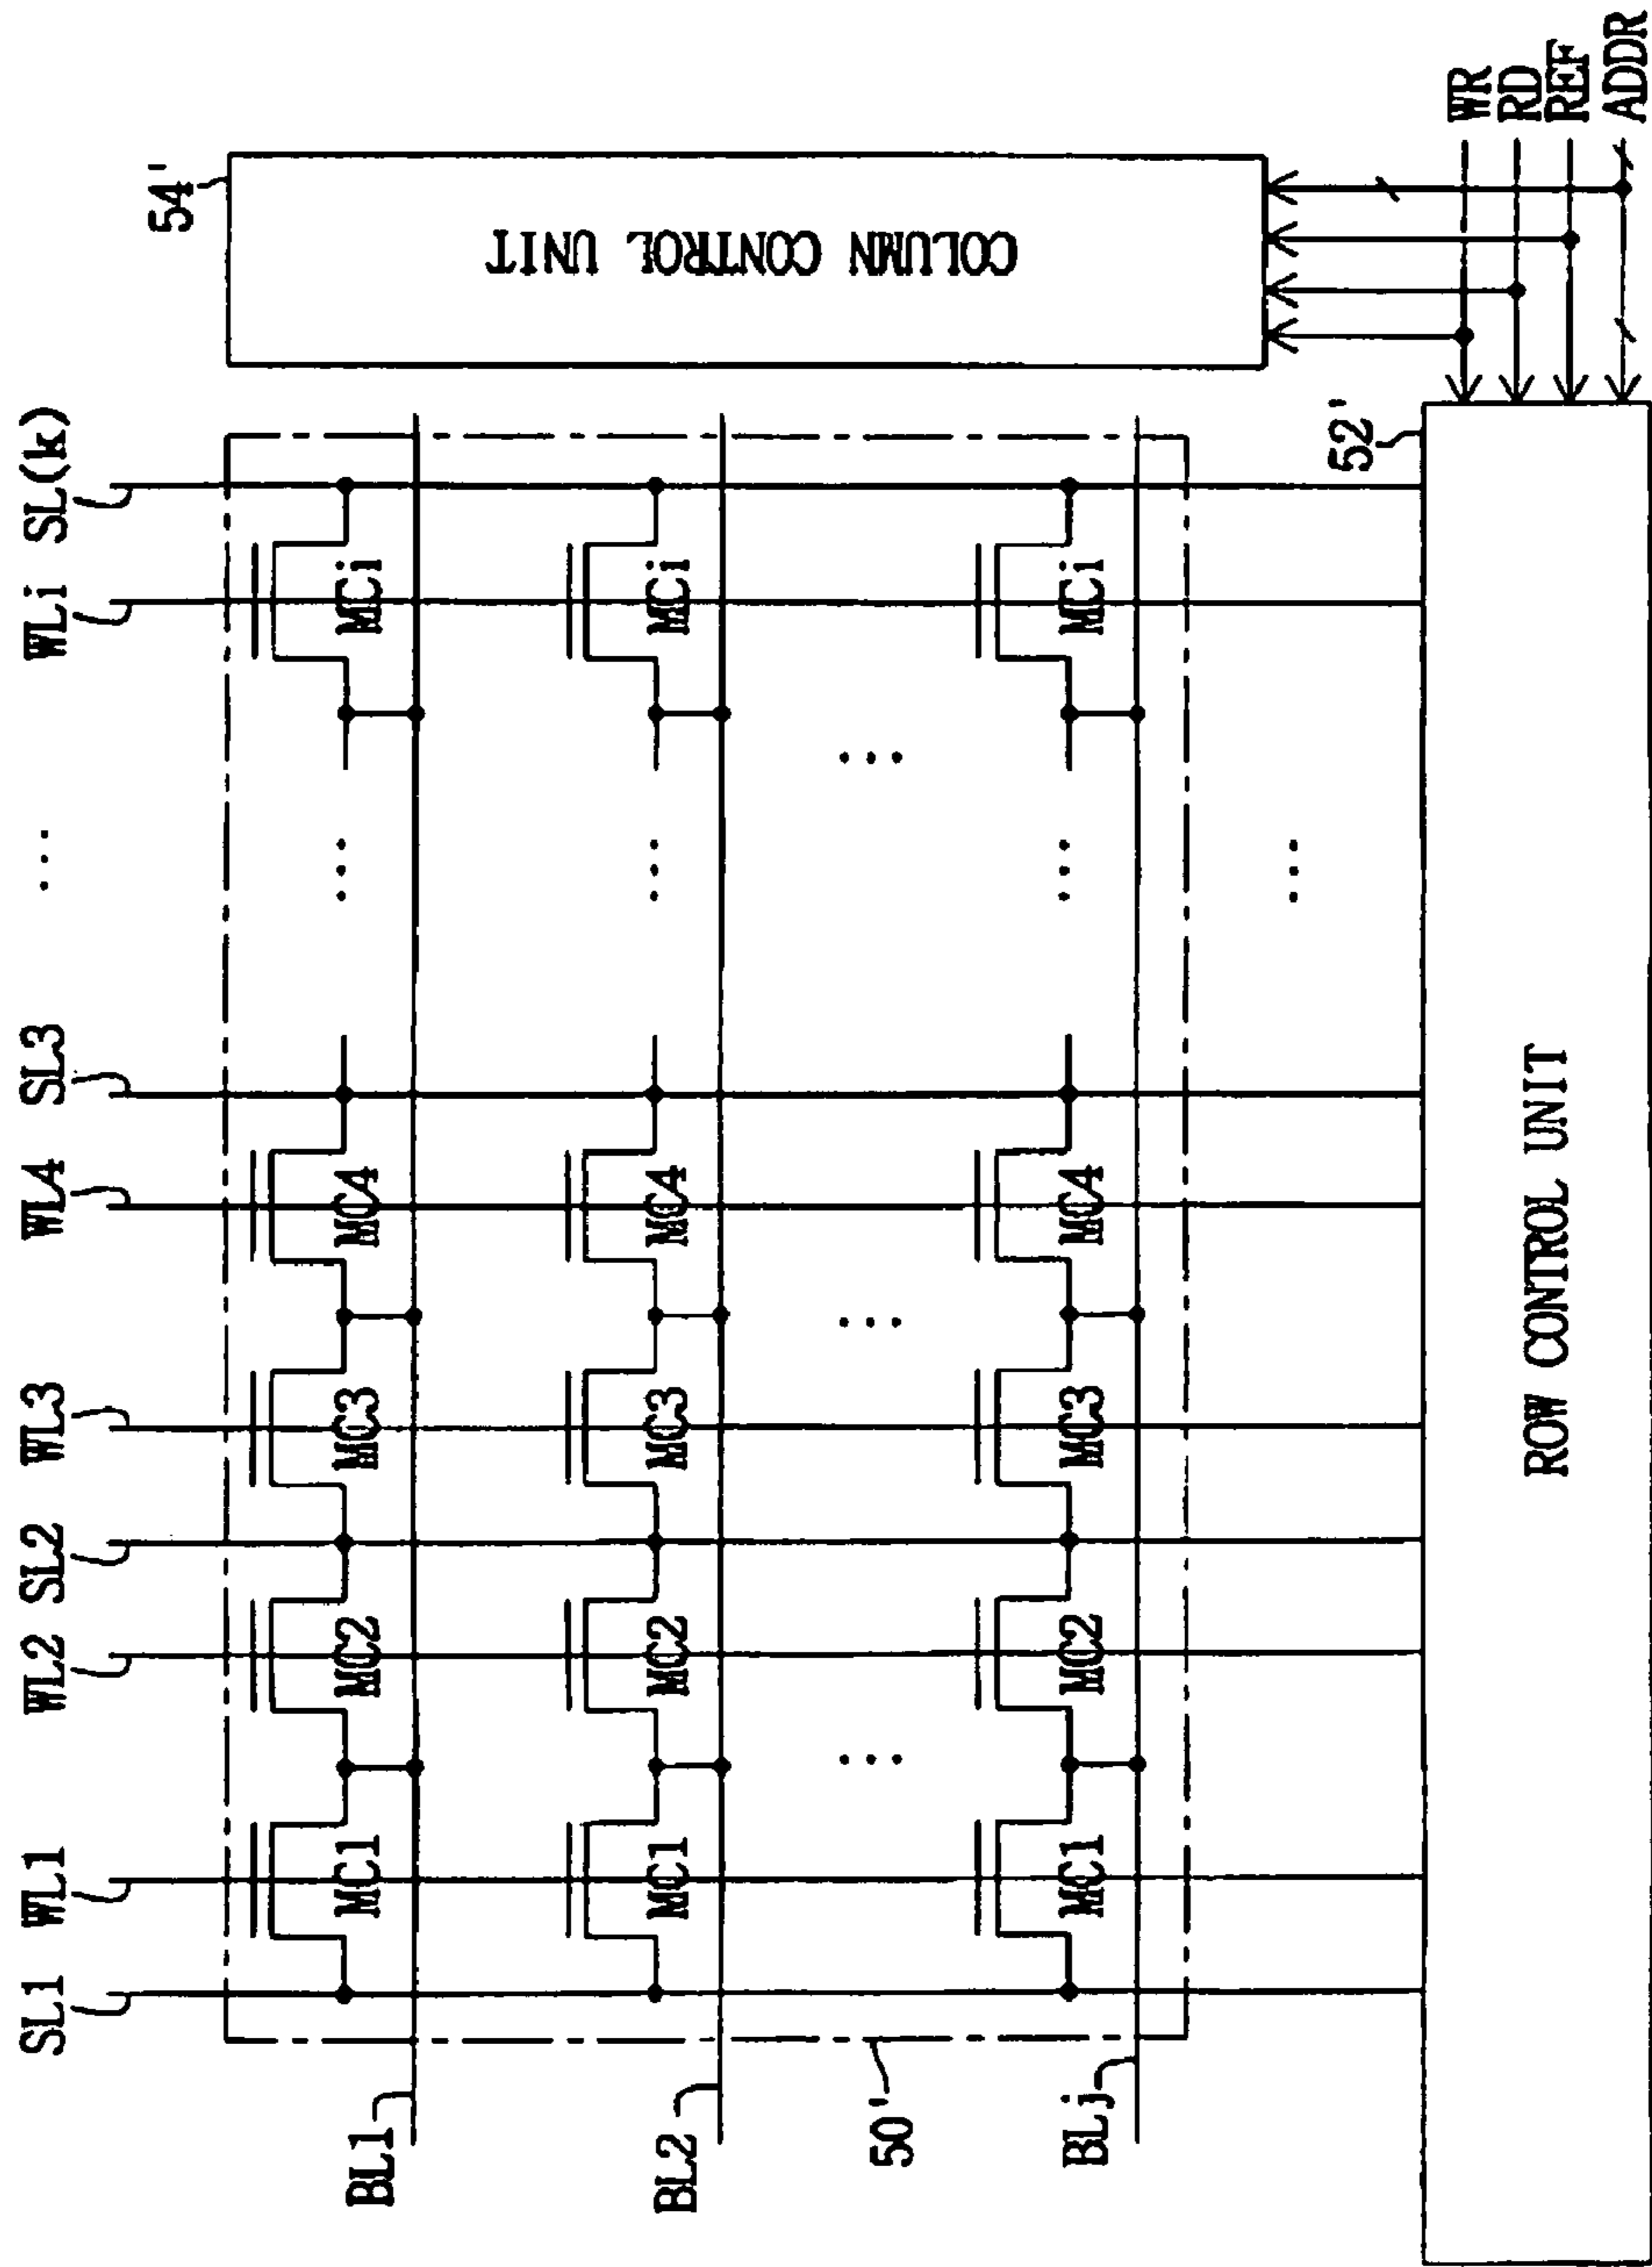 SL1 WL1 WL2 SL2 WL3 WL4 SL3 ... WLi SL(k)
BL1
MC1 MC2 MC3 MC4 ... MCi
BL2
MC1 MC2 MC3 MC4 ... MCi
... ... ...
50'
BLj
MC1 MC2 MC3 MC4 ... MCi
...
54'
COLUMN CONTROL UNIT
52'
ROW CONTROL UNIT
WR
RD
REF
ADDR